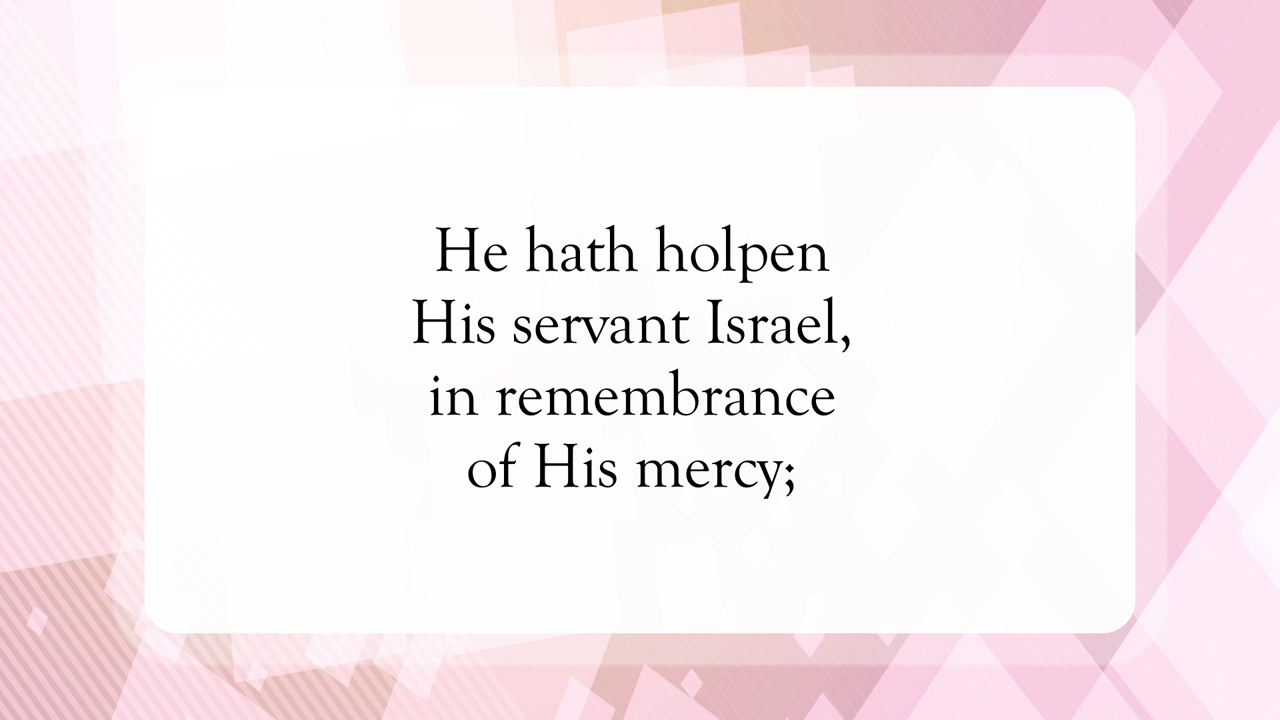 He hath holpen
His servant Israel,
in remembrance
of His mercy;